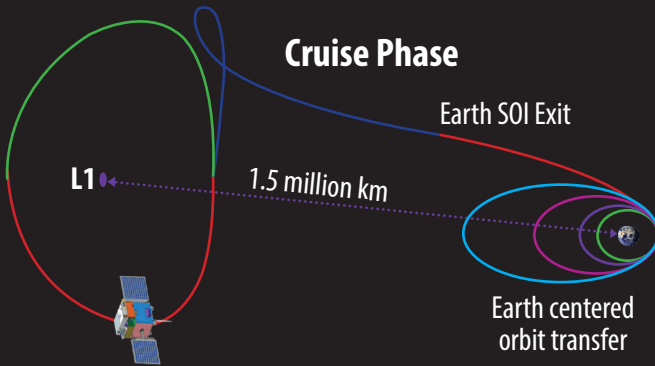 Cruise Phase
Earth SOI Exit
L1
1.5 million km
Earth centered
orbit transfer